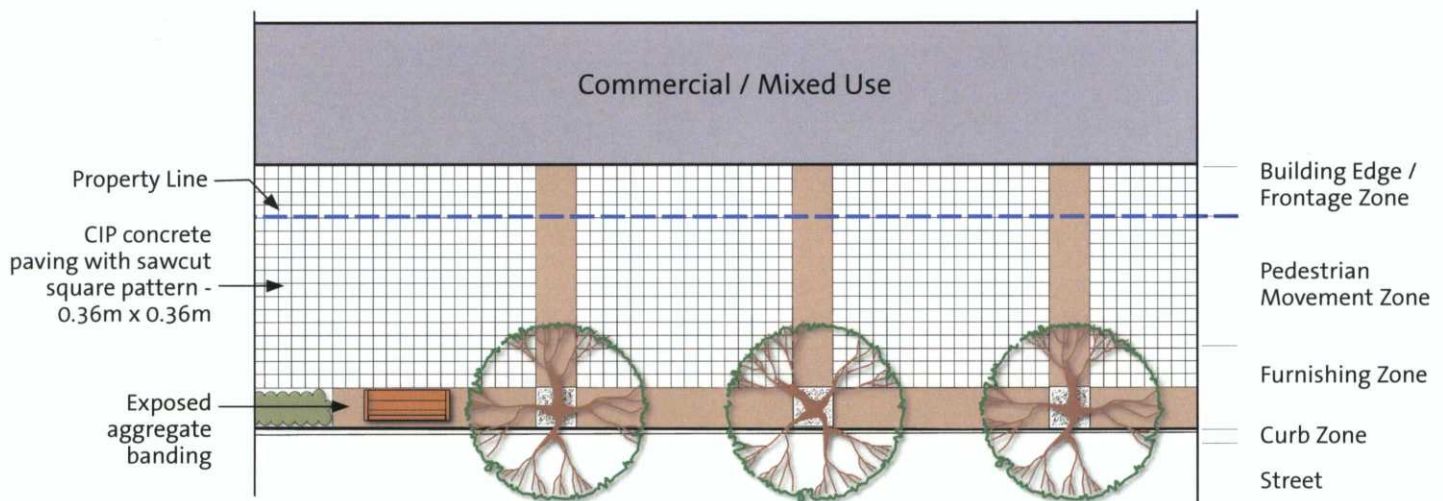 Commercial / Mixed Use
Property Line
CIP concrete
paving with sawcut
square pattern -
0.36m x 0.36m
Exposed
aggregate
banding
Building Edge /
Frontage Zone
Pedestrian
Movement Zone
Furnishing Zone
Curb Zone
Street